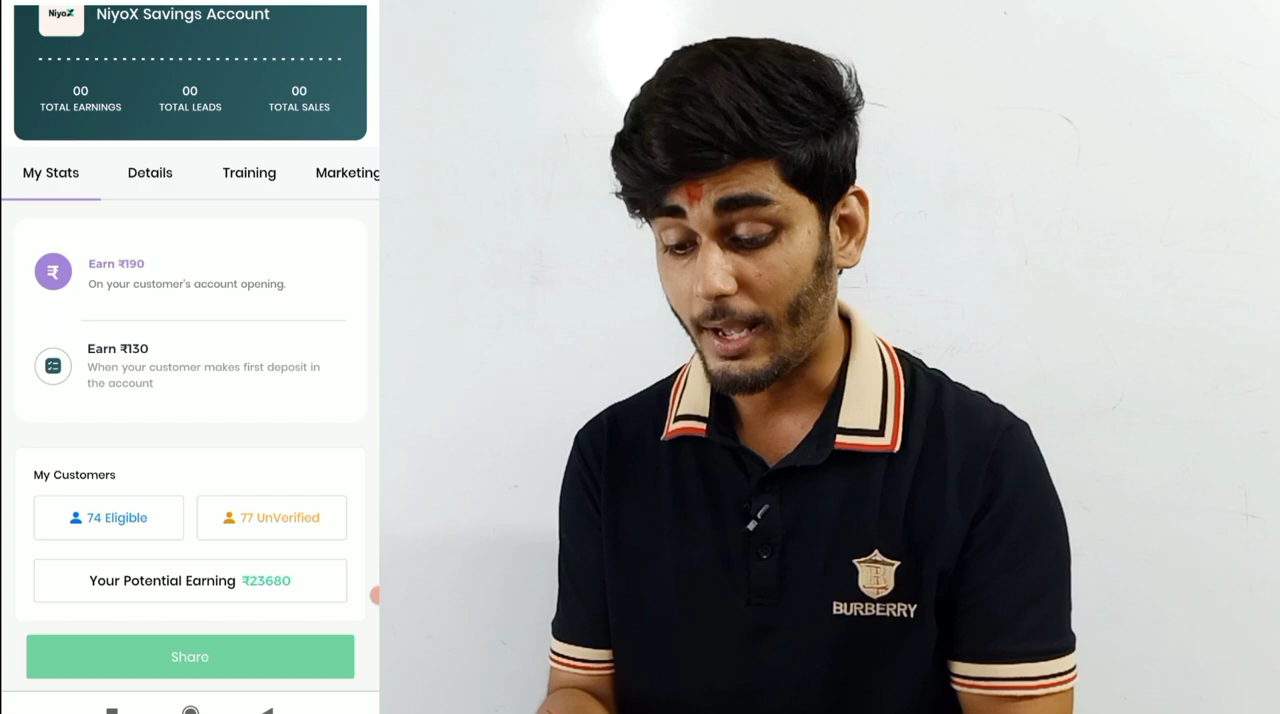 NiyoX
NiyoX Savings Account
00
00
00
TOTAL EARNINGS
TOTAL LEADS
TOTAL SALES
My Stats
Details
Training
Marketing
₹
Earn ₹190
On your customer's account opening.
Earn ₹130
When your customer makes first deposit in
the account
My Customers
74 Eligible
77 UnVerified
Your Potential Earning ₹23680
Share
BURBERRY